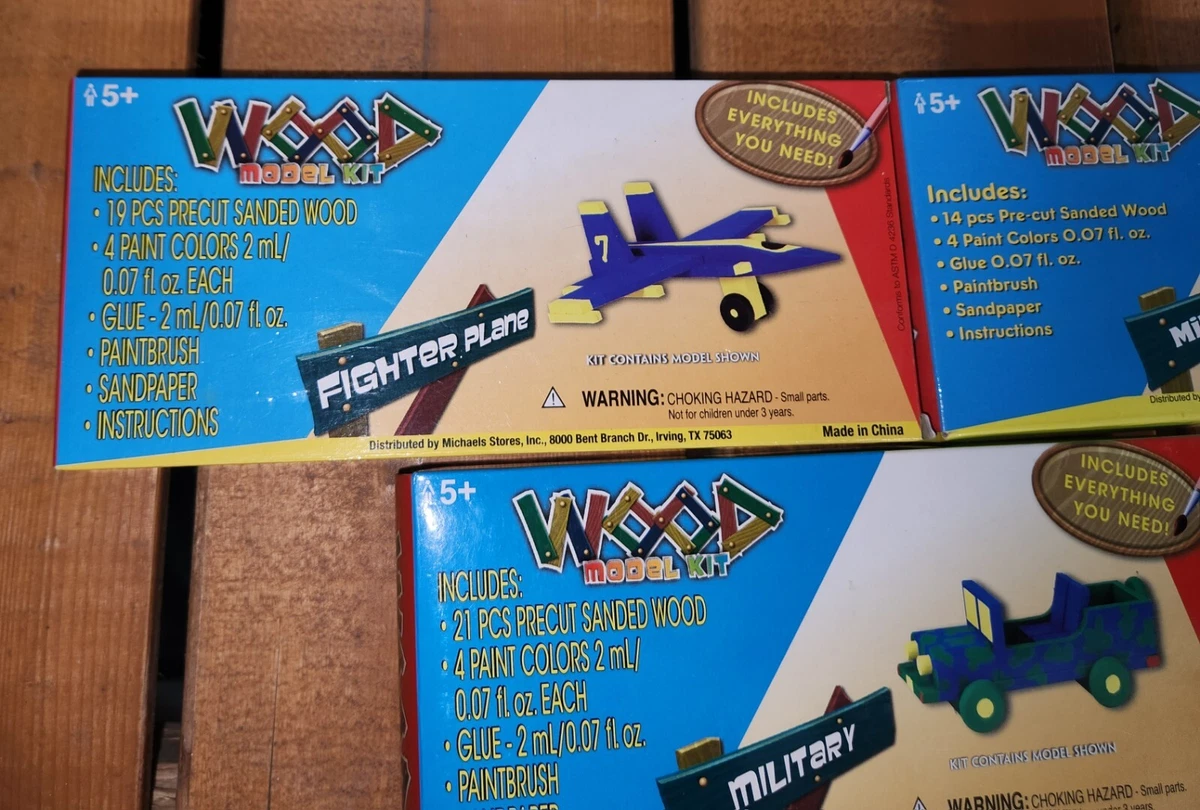 5+
WOOD
MODEL KIT
INCLUDES:
• 19 PCS PRECUT SANDED WOOD
• 4 PAINT COLORS 2 mL/
0.07 fl. oz. EACH
• GLUE - 2 mL/0.07 fl. oz.
• PAINTBRUSH
• SANDPAPER
• INSTRUCTIONS
FIGHTER PLANE
INCLUDES
EVERYTHING
YOU NEED!
7
KIT CONTAINS MODEL SHOWN
WARNING: CHOKING HAZARD - Small parts.
Not for children under 3 years.
Distributed by Michaels Stores, Inc., 8000 Bent Branch Dr., Irving, TX 75063
Made in China
Conforms to ASTM D 4236 Standards
5+
WOOD
MODEL KIT
Includes:
• 14 pcs Pre-cut Sanded Wood
• 4 Paint Colors 0.07 fl. oz.
• Glue 0.07 fl. oz.
• Paintbrush
• Sandpaper
• Instructions
Distributed by
5+
WOOD
MODEL KIT
INCLUDES:
• 21 PCS PRECUT SANDED WOOD
• 4 PAINT COLORS 2 mL/
0.07 fl. oz. EACH
• GLUE - 2 mL/0.07 fl. oz.
• PAINTBRUSH
MILITARY
INCLUDES
EVERYTHING
YOU NEED!
KIT CONTAINS MODEL SHOWN
WARNING: CHOKING HAZARD - Small parts.